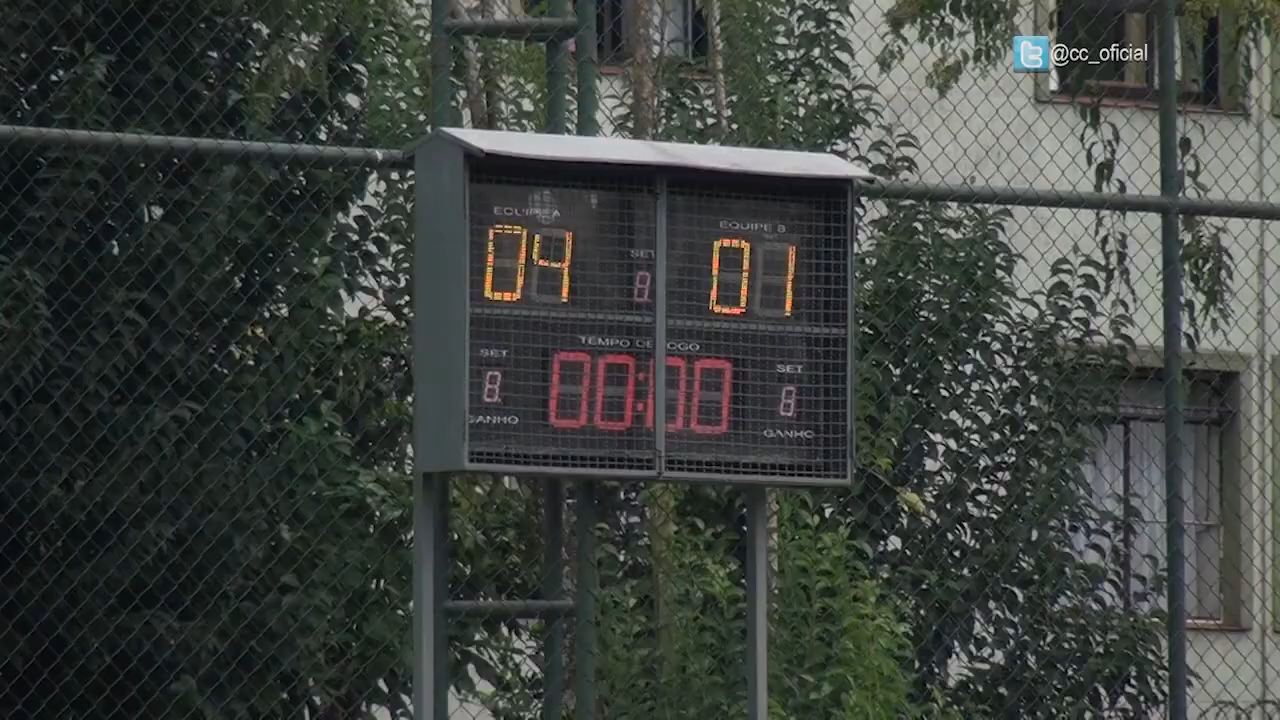 @cc_oficial
EQUIPE A
EQUIPE B
04
SET
01
8
TEMPO DE JOGO
SET
00:00
SET
8.
8
GANHO
GANHO